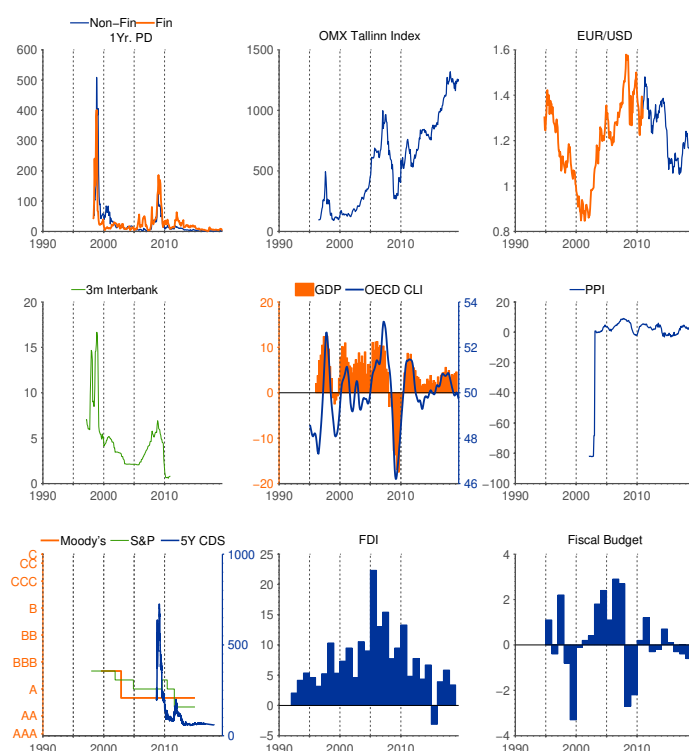 Non−Fin Fin
1Yr. PD
OMX Tallinn Index
EUR/USD
600
500
400
300
200
100
0
1990 2000 2010
1500
1000
500
0
1990 2000 2010
1.6
1.4
1.2
1
0.8
1990 2000 2010
3m Interbank
GDP OECD CLI
PPI
20
15
10
5
0
1990 2000 2010
20
10
0
−10
−20
1990 2000 2010
54
52
50
48
46
20
0
−20
−40
−60
−80
−100
1990 2000 2010
Moody's S&P 5Y CDS
FDI
Fiscal Budget
C
CC
CCC
B
BB
BBB
A
AA
AAA
1990 2000 2010
1000
500
0
25
20
15
10
5
0
−5
1990 2000 2010
4
2
0
−2
−4
1990 2000 2010